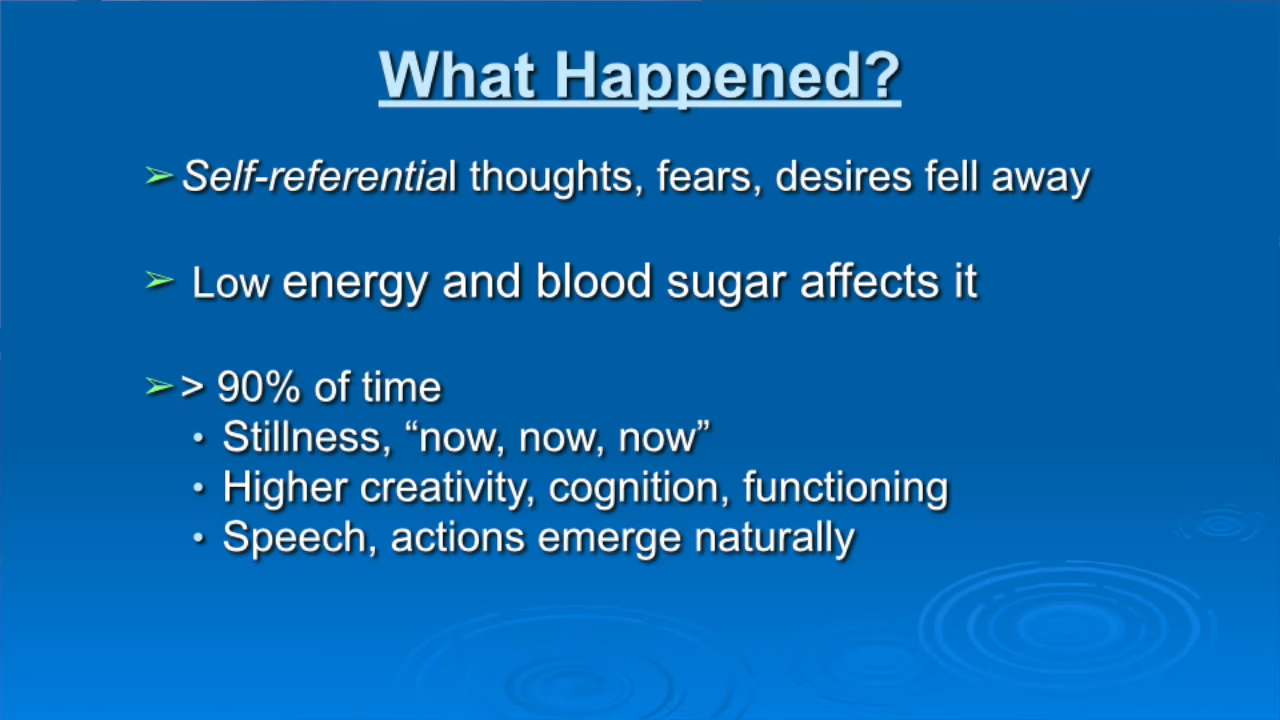 What Happened?
➢ Self-referential thoughts, fears, desires fell away
➢ Low energy and blood sugar affects it
➢ > 90% of time
• Stillness, “now, now, now”
• Higher creativity, cognition, functioning
• Speech, actions emerge naturally